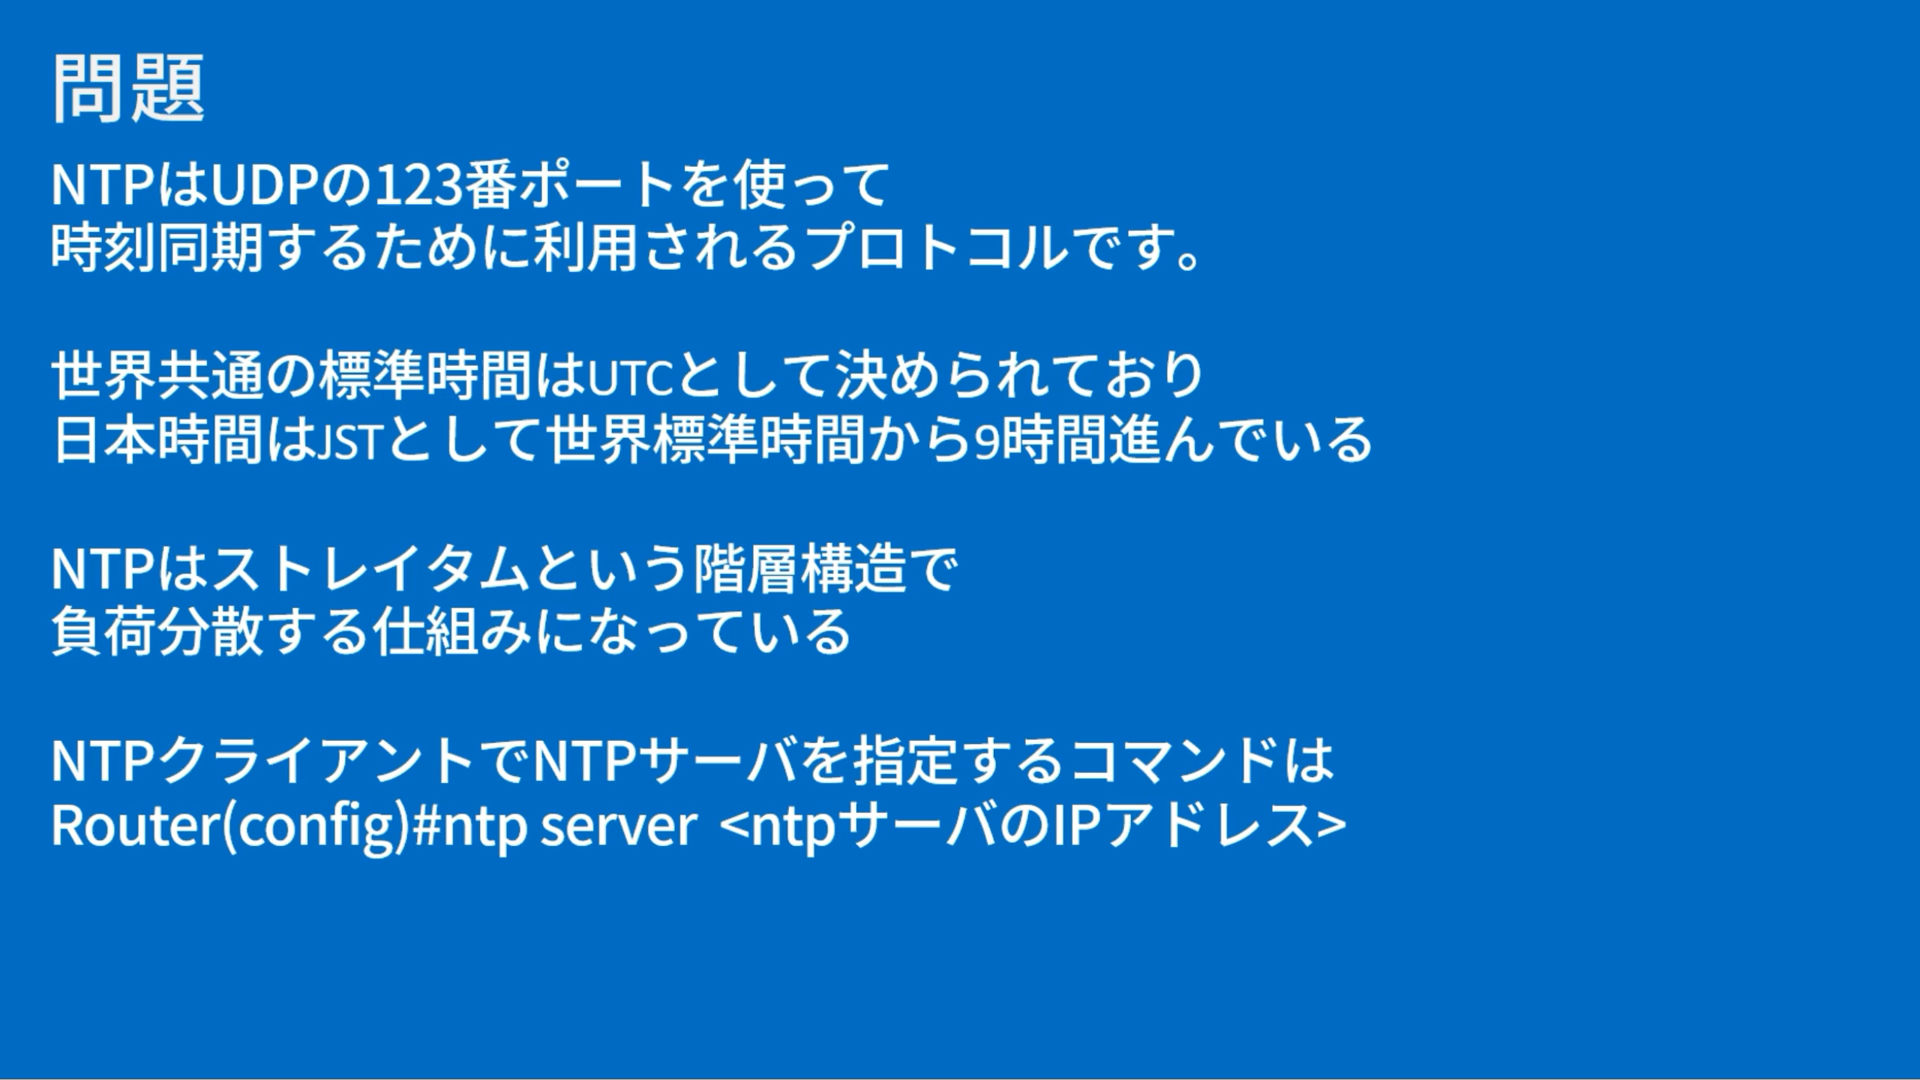 問題
NTPはUDPの123番ポートを使って
時刻同期するために利用されるプロトコルです。
世界共通の標準時間はUTCとして決められており
日本時間はJSTとして世界標準時間から9時間進んでいる
NTPはストレイタムという階層構造で
負荷分散する仕組みになっている
NTPクライアントでNTPサーバを指定するコマンドは
Router(config)#ntp server <ntpサーバのIPアドレス>